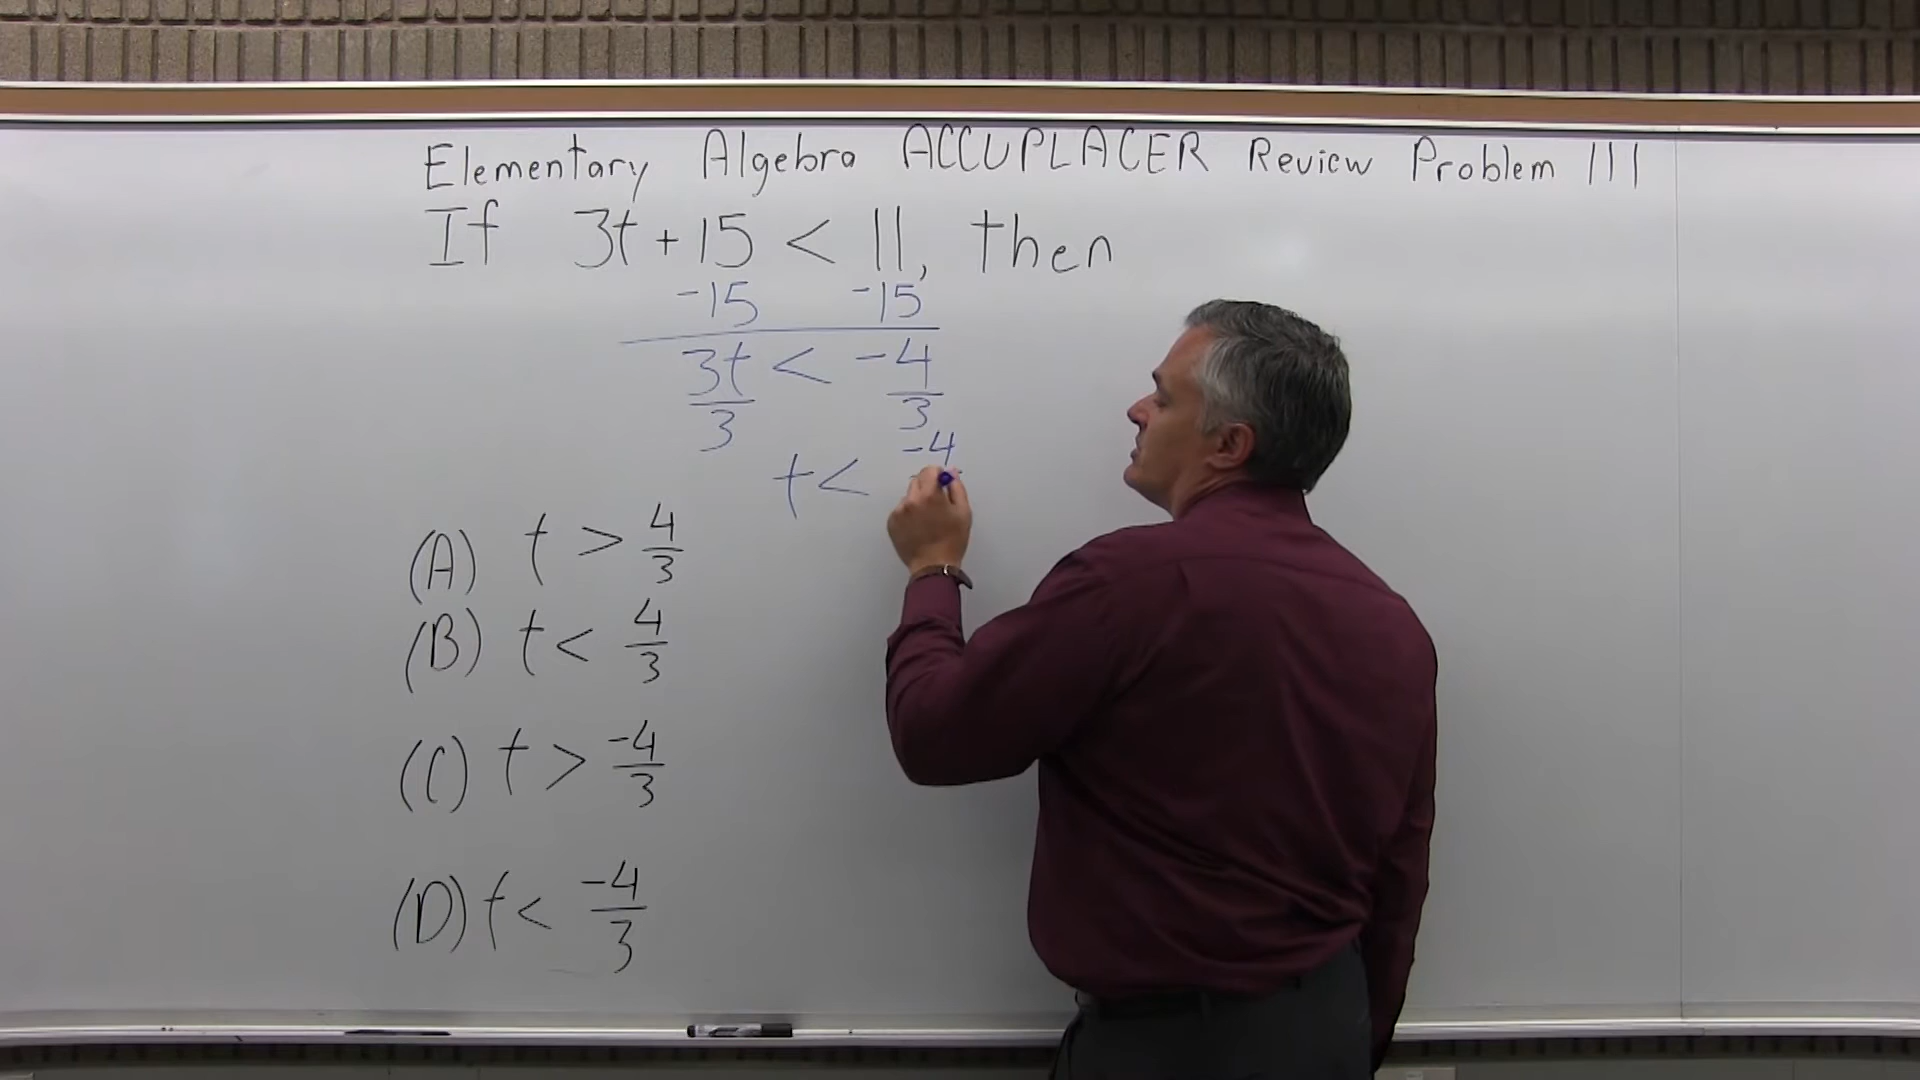 Elementary Algebra ACCUPLACER Review Problem 111
If 3t + 15 < 11, then
-15 -15
3t < -4
3 3
-4
t <
(A) t > 4/3
(B) t < 4/3
(C) t > -4/3
(D) t < -4/3